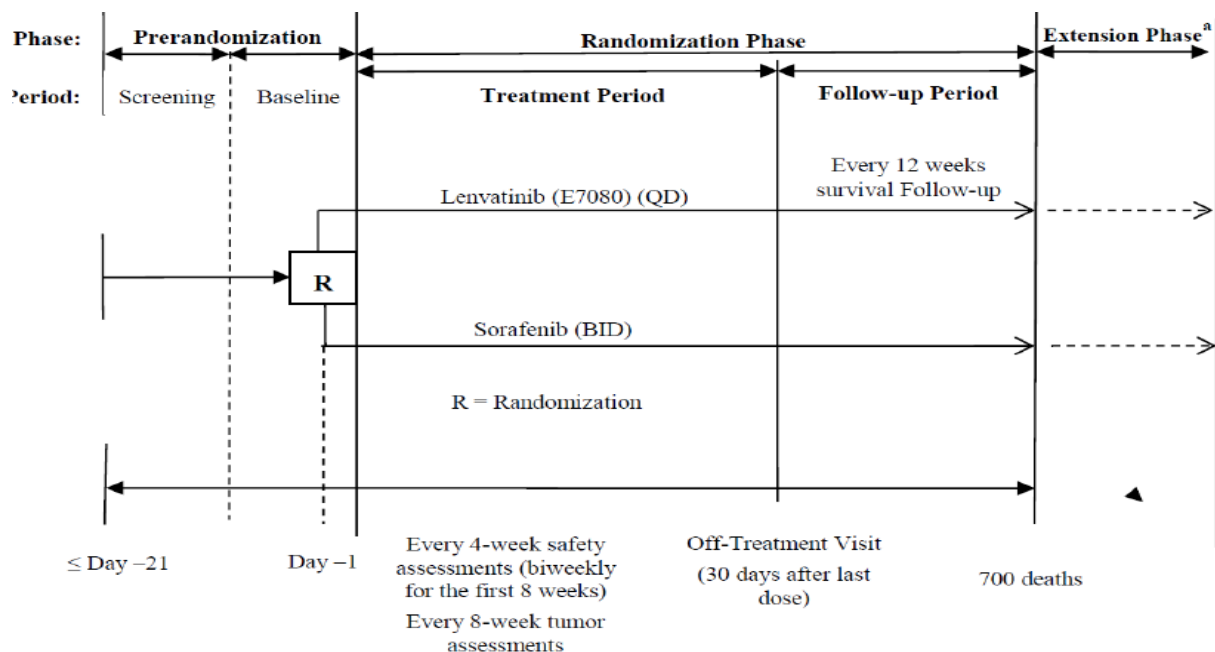 Phase: Prerandomization Randomization Phase Extension Phaseª
Period: Screening Baseline Treatment Period Follow-up Period
Every 12 weeks
survival Follow-up
Lenvatinib (E7080) (QD)
R
Sorafenib (BID)
R = Randomization
≤ Day –21
Day –1
Every 4-week safety
assessments (biweekly
for the first 8 weeks)
Every 8-week tumor
assessments
Off-Treatment Visit
(30 days after last
dose)
700 deaths